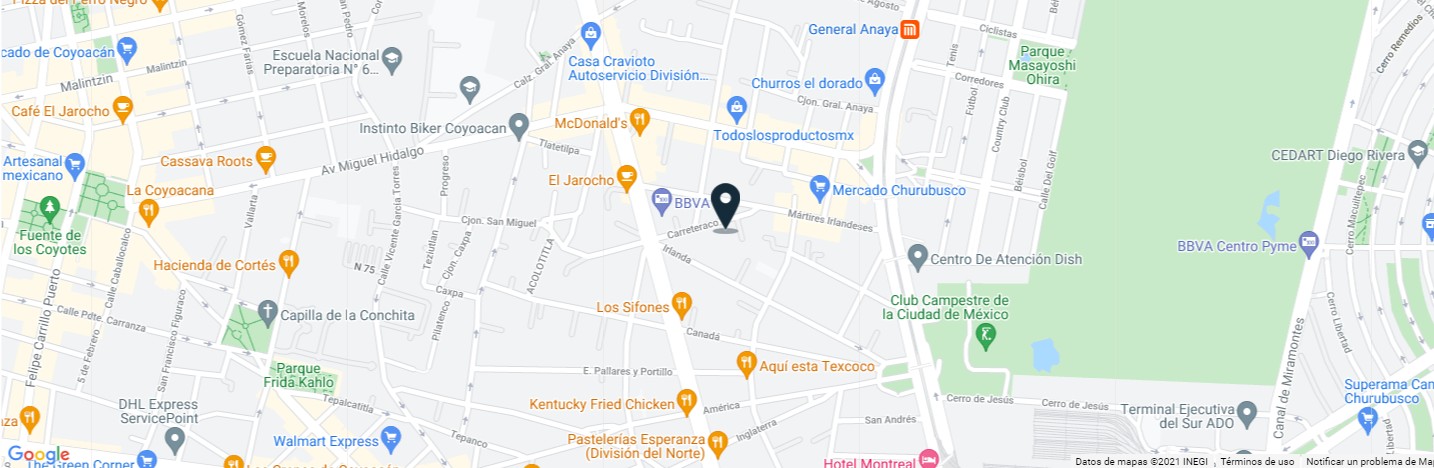 Pizza del Perro Negro
Agosto
General Anaya
Ciclistas
Parque
Masayoshi
Ohira
Cerro Remedios
cado de Coyoacán
Malintzin
Malintzin
Gómez Farías
San Pedro
Escuela Nacional
Preparatoria N° 6...
Calz. Gral. Anaya
Casa Cravioto
Autoservicio División...
Churros el dorado
Cjon. Gral. Anaya
Tenis
Corredores
Fútbol
Country Club
Café El Jarocho
Instinto Biker Coyoacan
McDonald's
Todoslosproductosmx
Tlatetilpa
Artesanal
mexicano
Cassava Roots
Av Miguel Hidalgo
Progreso
El Jarocho
Béisbol
Calle Del Golf
CEDART Diego Rivera
La Coyoacana
Vallarta
Calle Vicente García Torres
BBVA
Mercado Churubusco
Cerro Macuiltepec
Fuente de
los Coyotes
Calle Caballocalco
Cjon. San Miguel
Carreteraco
Mártires Irlandeses
Hacienda de Cortés
N 75
Teziutlan
Cjon. Caxpa
ACOLOTITLA
Irlanda
Centro De Atención Dish
BBVA Centro Pyme
Felipe Carrillo Puerto
Calle Pdte. Carranza
San Francisco Figuraco
Capilla de la Conchita
Caxpa
Pilatenco
Los Sifones
Canadá
Club Campestre de
la Ciudad de México
Cerro Libertad
5 de Febrero
Parque
Frida Kahlo
E. Pallares y Portillo
Aquí esta Texcoco
Canal de Miramontes
Superama Can
Churubusco
DHL Express
ServicePoint
Tepalcatitla
Kentucky Fried Chicken
América
San Andrés
Cerro de Jesús
Cerro de Jesús
Terminal Ejecutiva
del Sur ADO
Libertad
nza
Walmart Express
Tepanco
Pastelerías Esperanza
(División del Norte)
Inglaterra
Google
The Green Corner
Hotel Montreal
Datos de mapas ©2021 INEGI
Términos de uso
Notificar un problema de Ma